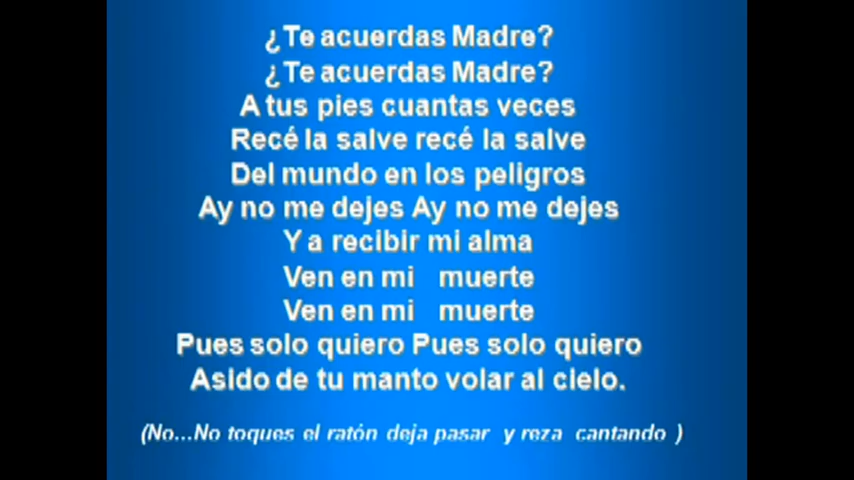 ¿Te acuerdas Madre?
¿Te acuerdas Madre?
A tus pies cuantas veces
Recé la salve recé la salve
Del mundo en los peligros
Ay no me dejes Ay no me dejes
Y a recibir mi alma
Ven en mi muerte
Ven en mi muerte
Pues solo quiero Pues solo quiero
Asido de tu manto volar al cielo.
(No...No toques el ratón deja pasar y reza cantando )